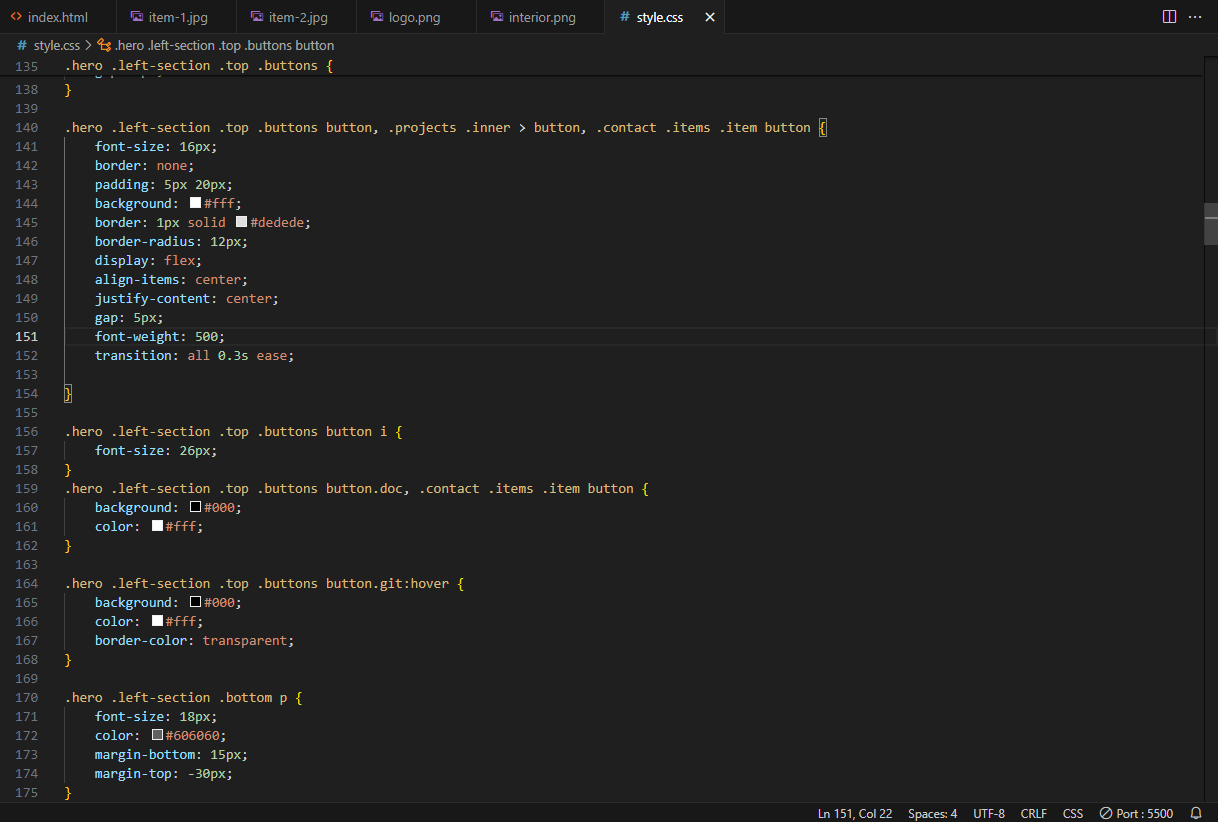 index.html item-1.jpg item-2.jpg logo.png interior.png # style.css
# style.css > .hero .left-section .top .buttons button
135 .hero .left-section .top .buttons {
138 }
139
140 .hero .left-section .top .buttons button, .projects .inner > button, .contact .items .item button {
141 font-size: 16px;
142 border: none;
143 padding: 5px 20px;
144 background: #fff;
145 border: 1px solid #dedede;
146 border-radius: 12px;
147 display: flex;
148 align-items: center;
149 justify-content: center;
150 gap: 5px;
151 font-weight: 500;
152 transition: all 0.3s ease;
153
154 }
155
156 .hero .left-section .top .buttons button i {
157 font-size: 26px;
158 }
159 .hero .left-section .top .buttons button.doc, .contact .items .item button {
160 background: #000;
161 color: #fff;
162 }
163
164 .hero .left-section .top .buttons button.git:hover {
165 background: #000;
166 color: #fff;
167 border-color: transparent;
168 }
169
170 .hero .left-section .bottom p {
171 font-size: 18px;
172 color: #606060;
173 margin-bottom: 15px;
174 margin-top: -30px;
175 }
Ln 151, Col 22 Spaces: 4 UTF-8 CRLF CSS Port : 5500